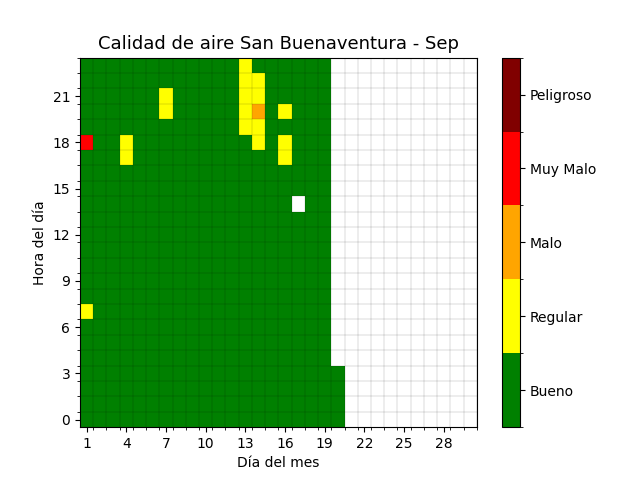 Calidad de aire San Buenaventura - Sep
Hora del día
21
18
15
12
9
6
3
0
1 4 7 10 13 16 19 22 25 28
Día del mes
Peligroso
Muy Malo
Malo
Regular
Bueno